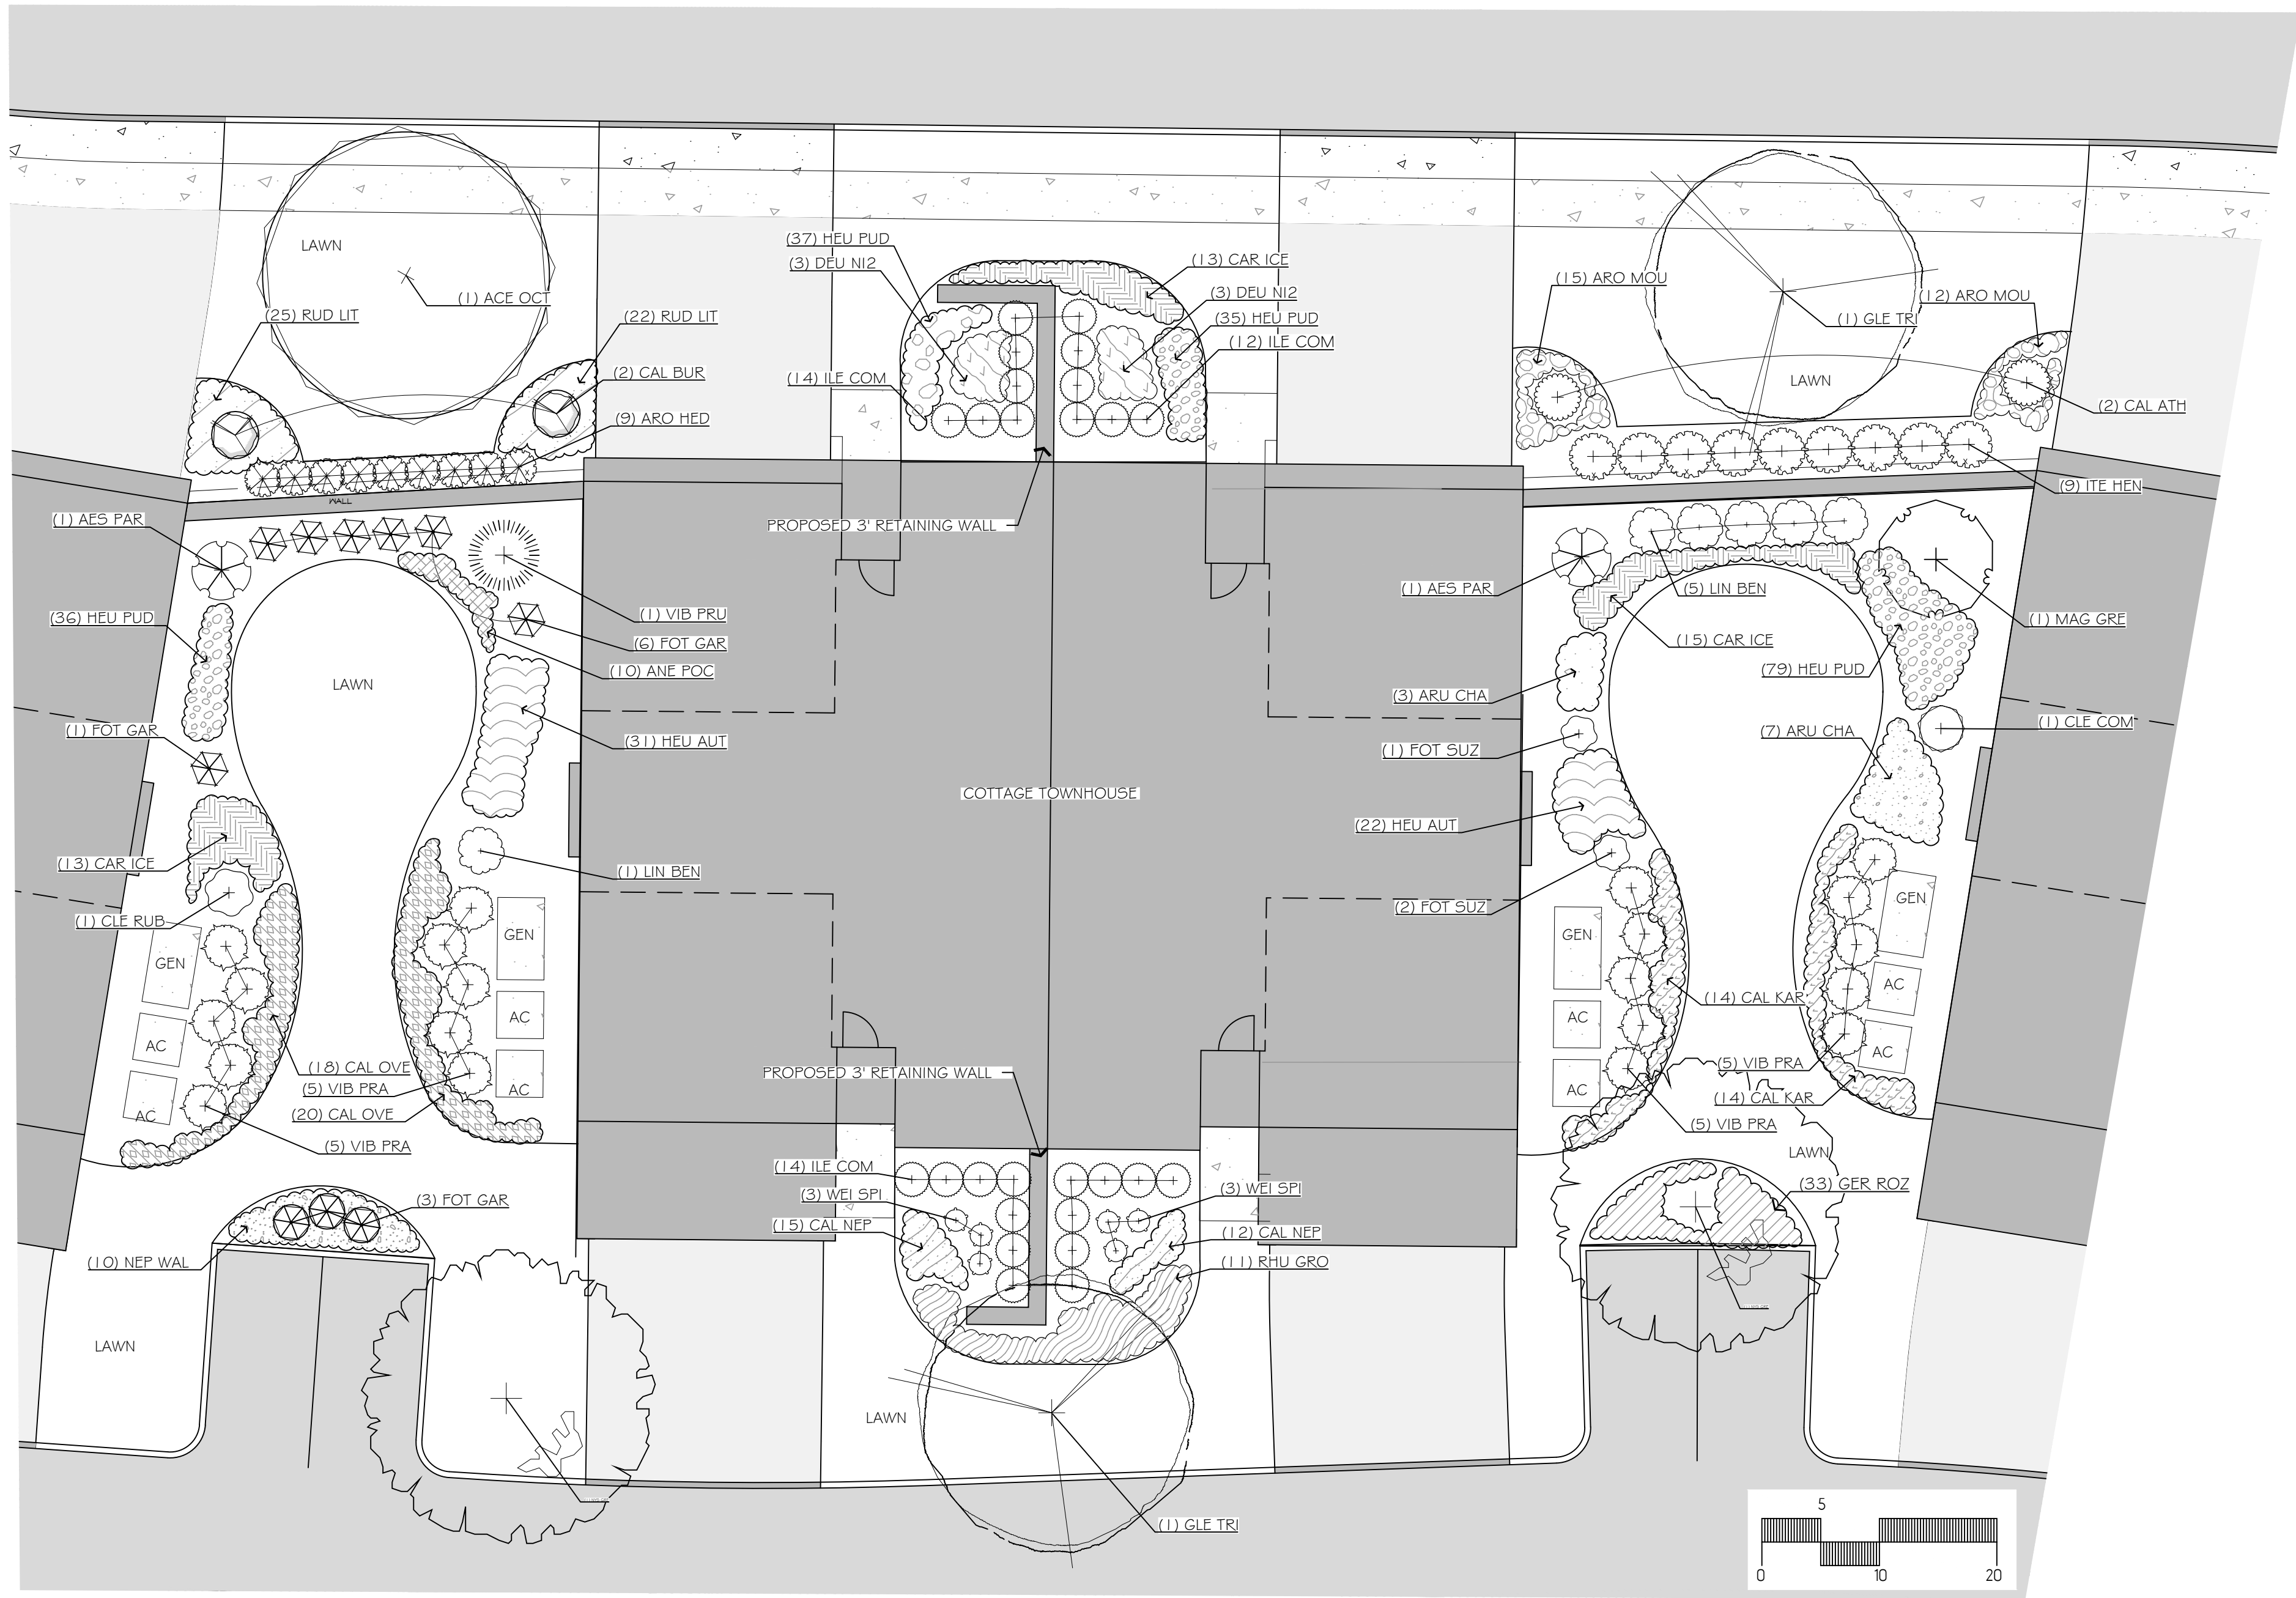 (37) HEU PUD
(3) DEU NI2
(13) CAR ICE
(3) DEU NI2
(35) HEU PUD
(12) ILE COM
(14) ILE COM
LAWN
(1) ACE OCT
(25) RUD LIT
(22) RUD LIT
(2) CAL BUR
(9) ARO HED
WALL
(15) ARO MOU
(12) ARO MOU
(1) GLE TRI
LAWN
(2) CAL ATH
(9) ITE HEN
PROPOSED 3' RETAINING WALL
(1) AES PAR
(36) HEU PUD
(1) FOT GAR
LAWN
(1) VIB PRU
(6) FOT GAR
(10) ANE POC
(31) HEU AUT
(13) CAR ICE
(1) CLE RUB
(1) LIN BEN
GEN
AC
AC
GEN
AC
AC
(18) CAL OVE
(5) VIB PRA
(20) CAL OVE
(5) VIB PRA
COTTAGE TOWNHOUSE
(1) AES PAR
(5) LIN BEN
(15) CAR ICE
(1) MAG GRE
(79) HEU PUD
(3) ARU CHA
(1) FOT SUZ
(7) ARU CHA
(1) CLE COM
(22) HEU AUT
(2) FOT SUZ
GEN
AC
AC
GEN
AC
AC
(14) CAL KAR
(5) VIB PRA
(14) CAL KAR
(5) VIB PRA
LAWN
(33) GER ROZ
PROPOSED 3' RETAINING WALL
(14) ILE COM
(3) WEI SPI
(15) CAL NEP
(3) WEI SPI
(12) CAL NEP
(11) RHU GRO
(3) FOT GAR
(10) NEP WAL
LAWN
LAWN
(1) GLE TRI
5
0
10
20